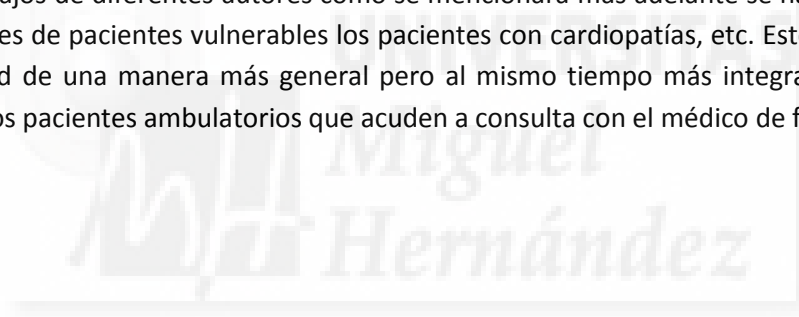 ajos de diferentes autores como se mencionará más adelante se ha
es de pacientes vulnerables los pacientes con cardiopatías, etc. Est
d de una manera más general pero al mismo tiempo más integra
os pacientes ambulatorios que acuden a consulta con el médico de f
UNIVERSITAS
Miguel
Hernández